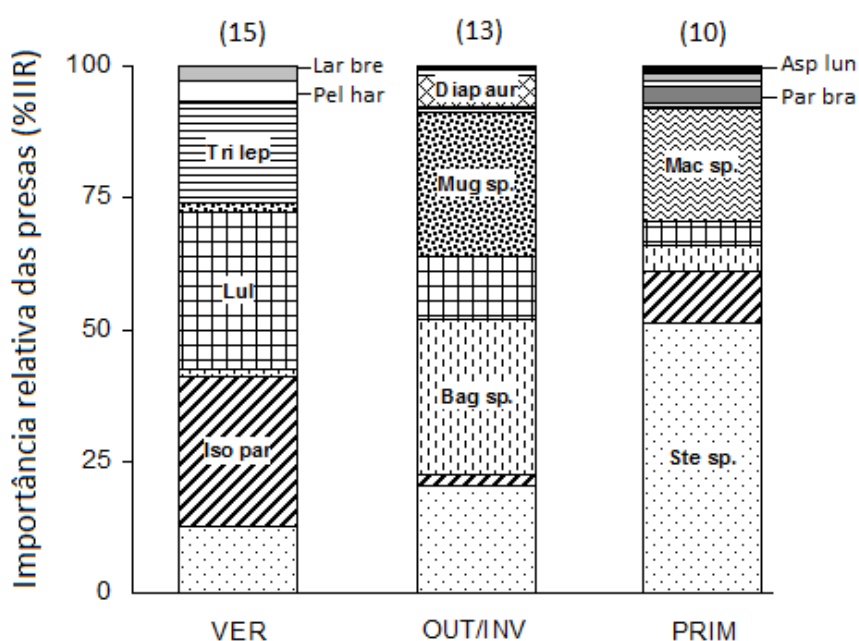 Importância relativa das presas (%IIR)
(15) (13) (10)
100
75
50
25
0
Lar bre
Pel har
Tri lep
Lul
Iso par
Diap aur
Mug sp.
Bag sp.
Asp lun
Par bra
Mac sp.
Ste sp.
VER OUT/INV PRIM